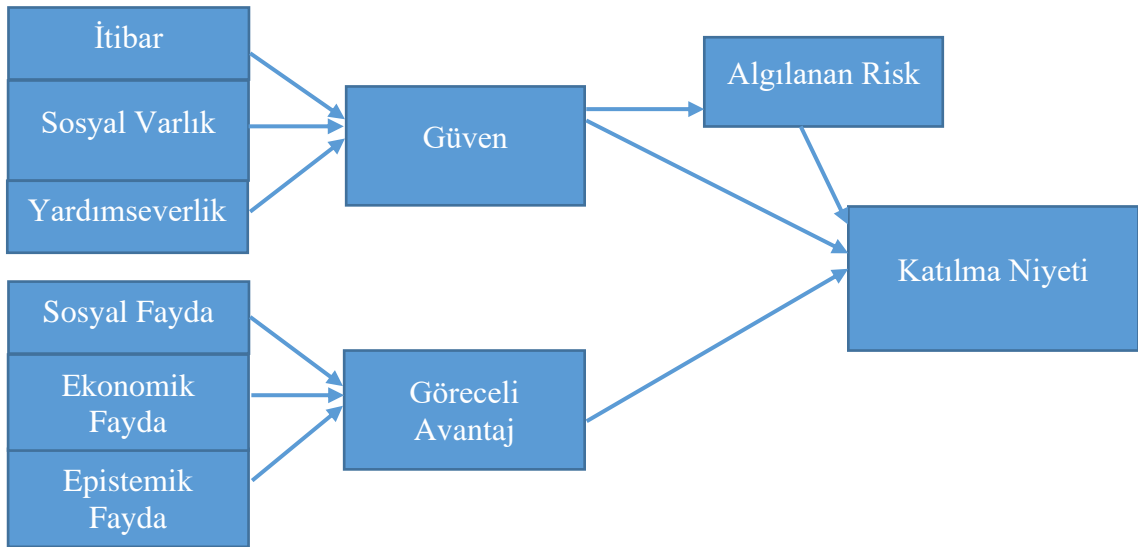 İtibar
Sosyal Varlık
Yardımseverlik
Güven
Algılanan Risk
Katılma Niyeti
Sosyal Fayda
Ekonomik
Fayda
Epistemik
Fayda
Göreceli
Avantaj